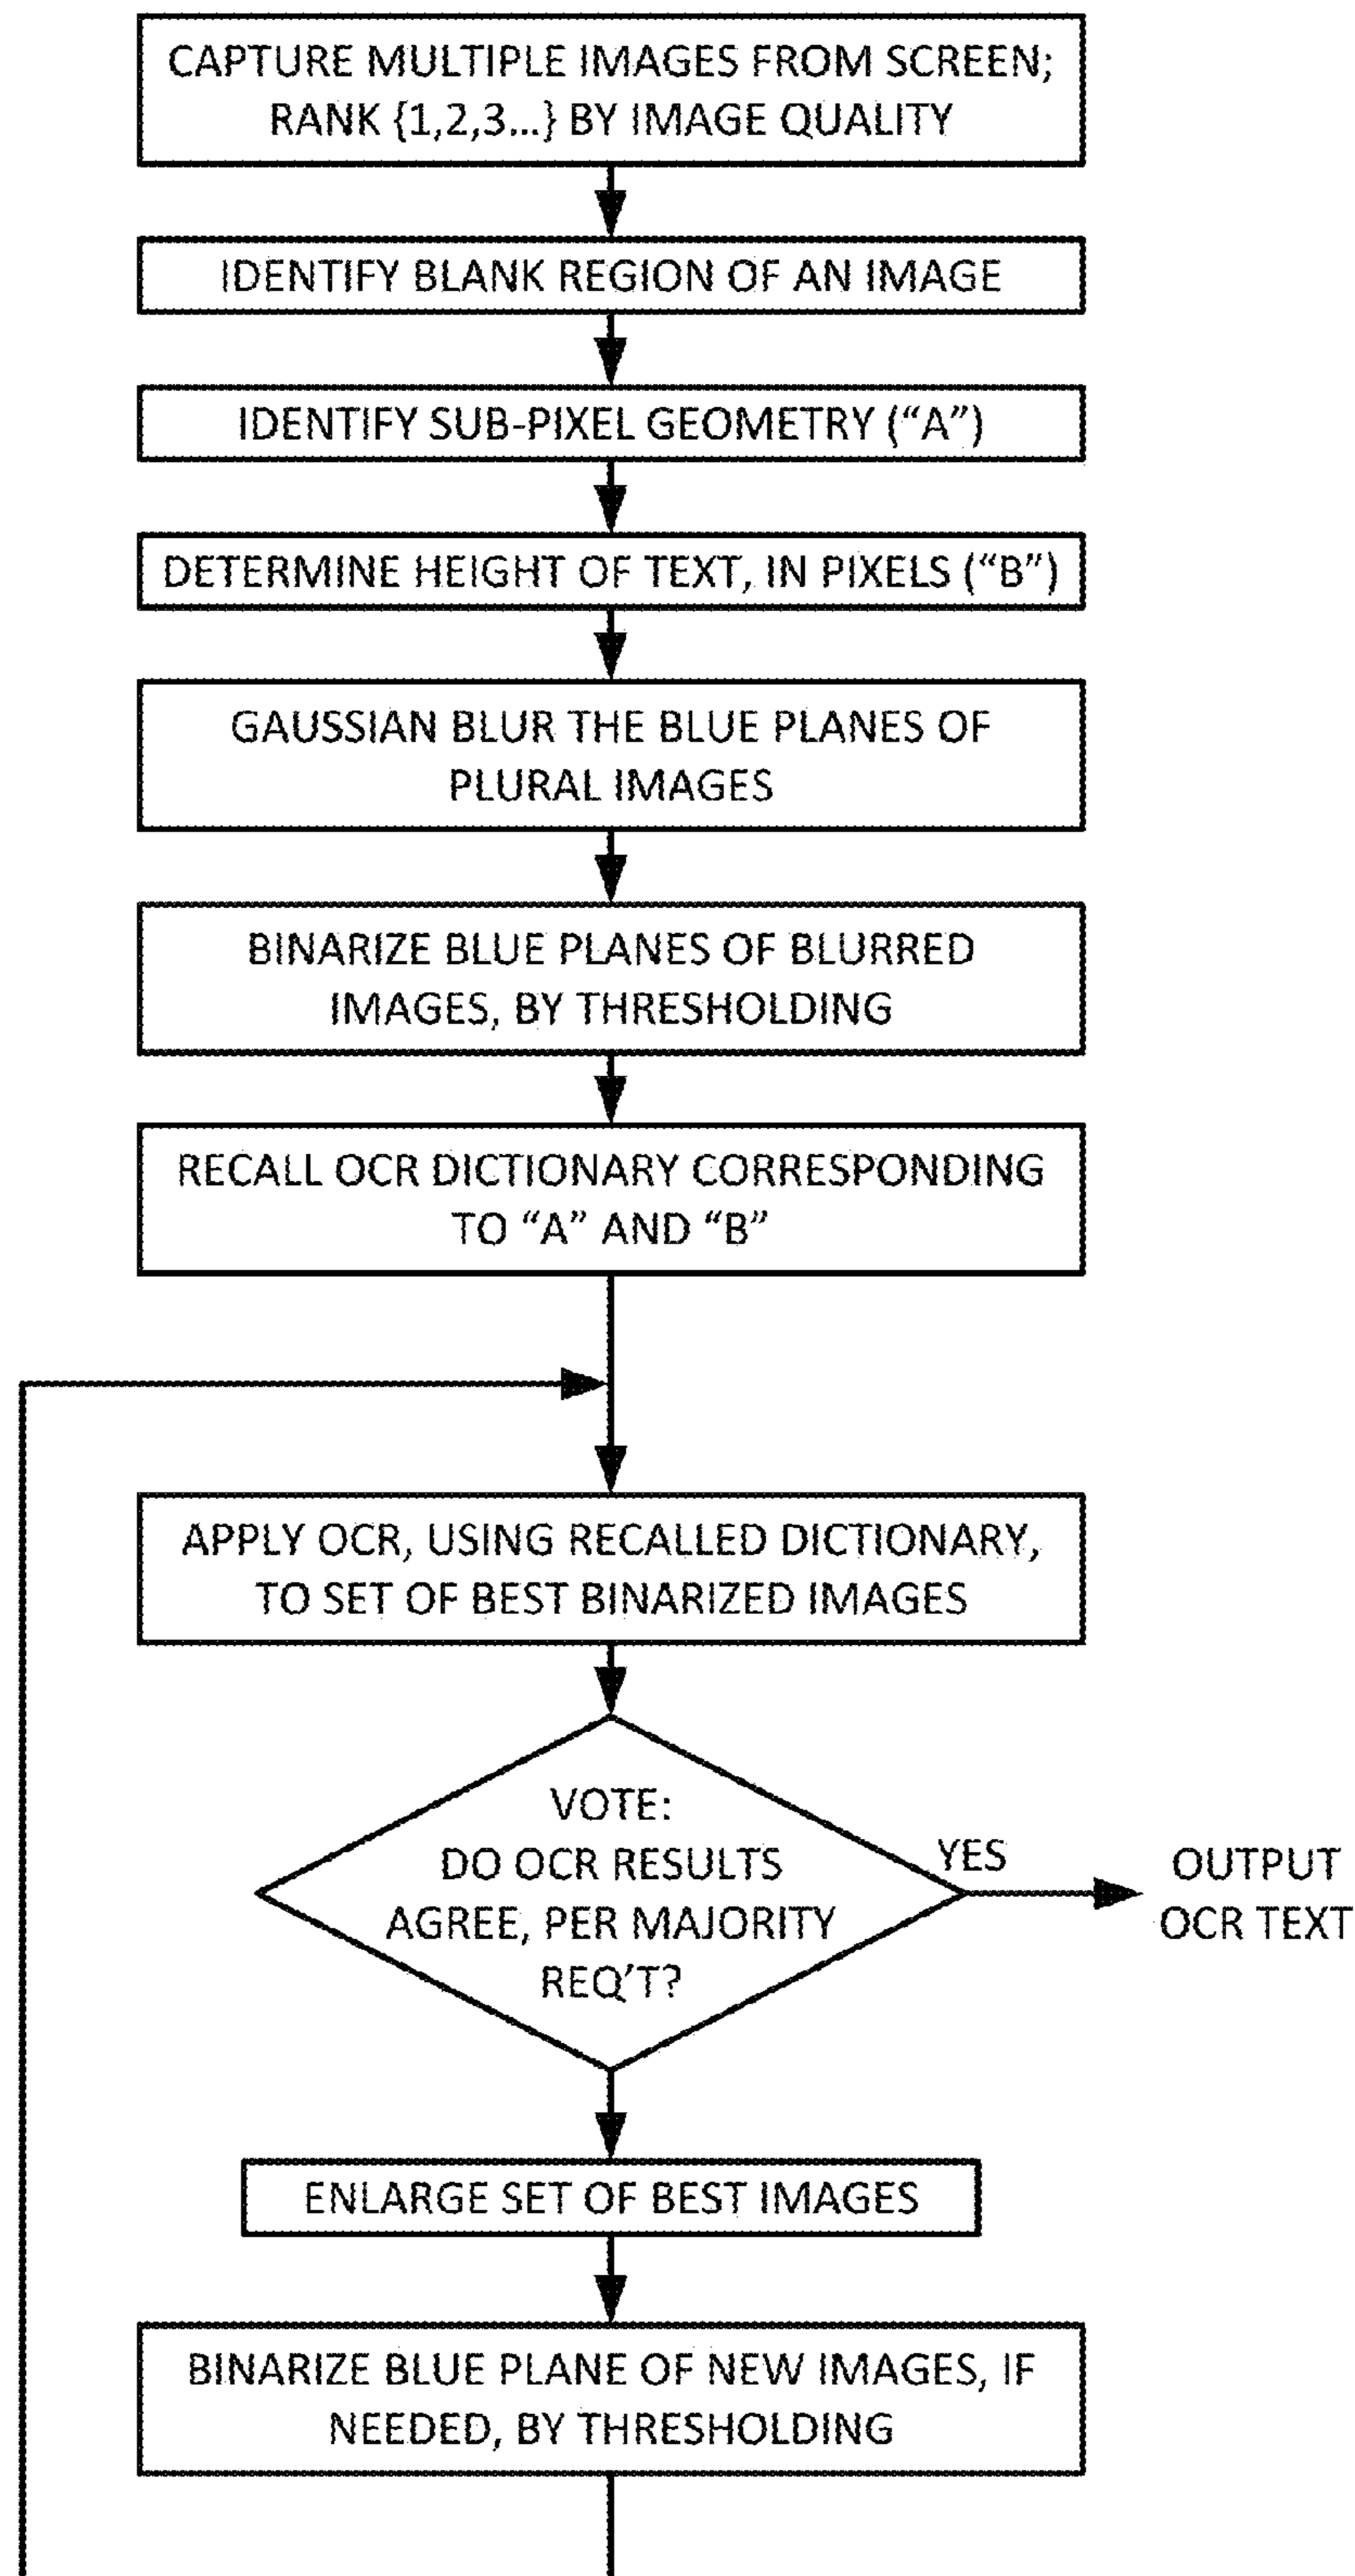 CAPTURE MULTIPLE IMAGES FROM SCREEN;
RANK {1,2,3...} BY IMAGE QUALITY
IDENTIFY BLANK REGION OF AN IMAGE
IDENTIFY SUB-PIXEL GEOMETRY (“A”)
DETERMINE HEIGHT OF TEXT, IN PIXELS (“B”)
GAUSSIAN BLUR THE BLUE PLANES OF
PLURAL IMAGES
BINARIZE BLUE PLANES OF BLURRED
IMAGES, BY THRESHOLDING
RECALL OCR DICTIONARY CORRESPONDING
TO “A” AND “B”
APPLY OCR, USING RECALLED DICTIONARY,
TO SET OF BEST BINARIZED IMAGES
VOTE:
DO OCR RESULTS
AGREE, PER MAJORITY
REQ’T?
YES
OUTPUT
OCR TEXT
ENLARGE SET OF BEST IMAGES
BINARIZE BLUE PLANE OF NEW IMAGES, IF
NEEDED, BY THRESHOLDING